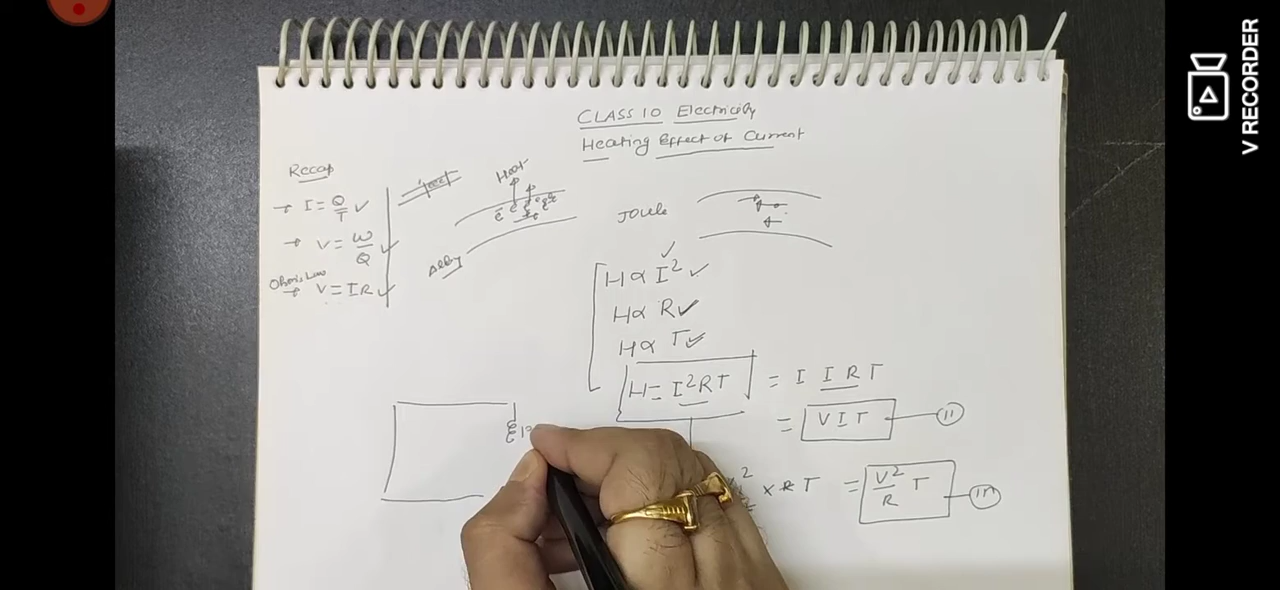 CLASS 10 Electricity
Heating Effect of Current
Recap
→ I = Q/T ✓
→ V = W/Q ✓
Ohm's Law
→ V = IR ✓
Heat
Alloy
JOULE
H ∝ I² ✓
H ∝ R ✓
H ∝ T ✓
H = I²RT = I I R T
= VIT
II
× R T = V²/R T
III
V RECORDER